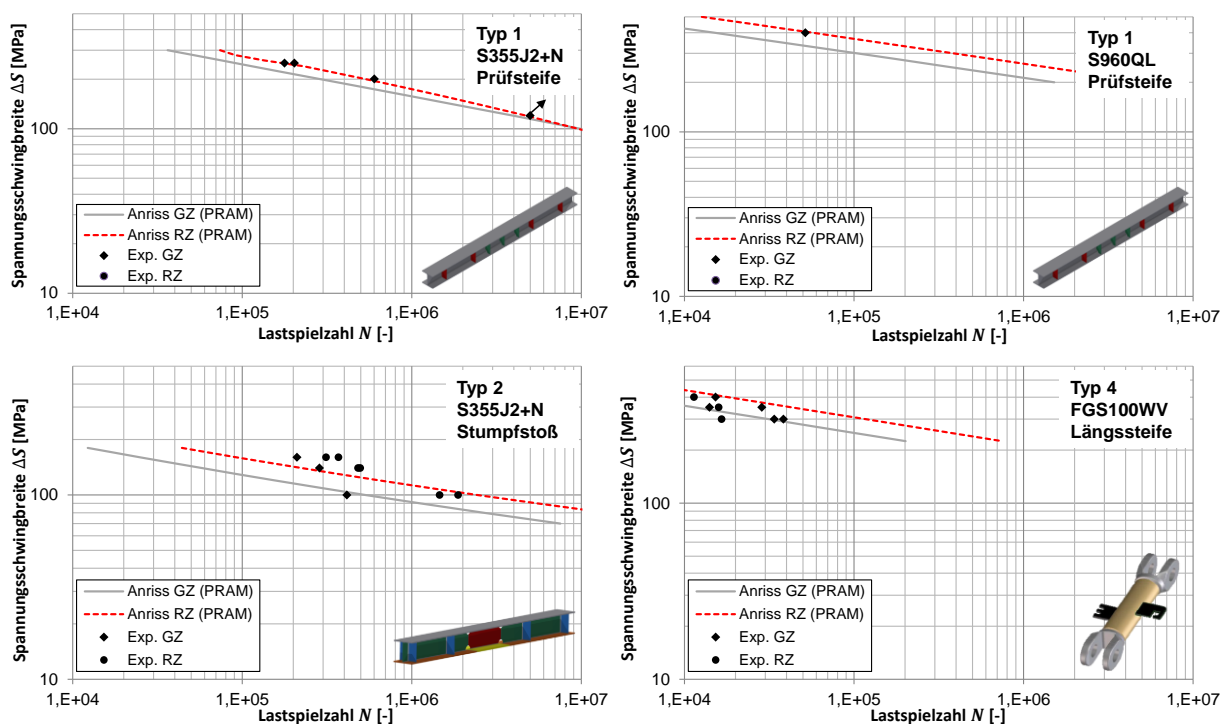 Spannungsschwingbreite ΔS [MPa]
100
10
Typ 1
S355J2+N
Prüfsteife
Anriss GZ (PRAM)
Anriss RZ (PRAM)
Exp. GZ
Exp. RZ
1,E+04 1,E+05 1,E+06 1,E+07
Lastspielzahl N [-]
Spannungsschwingbreite ΔS [MPa]
100
10
Typ 1
S960QL
Prüfsteife
Anriss GZ (PRAM)
Anriss RZ (PRAM)
Exp. GZ
Exp. RZ
1,E+04 1,E+05 1,E+06 1,E+07
Lastspielzahl N [-]
Spannungsschwingbreite ΔS [MPa]
100
10
Typ 2
S355J2+N
Stumpfstoß
Anriss GZ (PRAM)
Anriss RZ (PRAM)
Exp. GZ
Exp. RZ
1,E+04 1,E+05 1,E+06 1,E+07
Lastspielzahl N [-]
Spannungsschwingbreite ΔS [MPa]
100
10
Typ 4
FGS100WV
Längssteife
Anriss GZ (PRAM)
Anriss RZ (PRAM)
Exp. GZ
Exp. RZ
1,E+04 1,E+05 1,E+06 1,E+07
Lastspielzahl N [-]